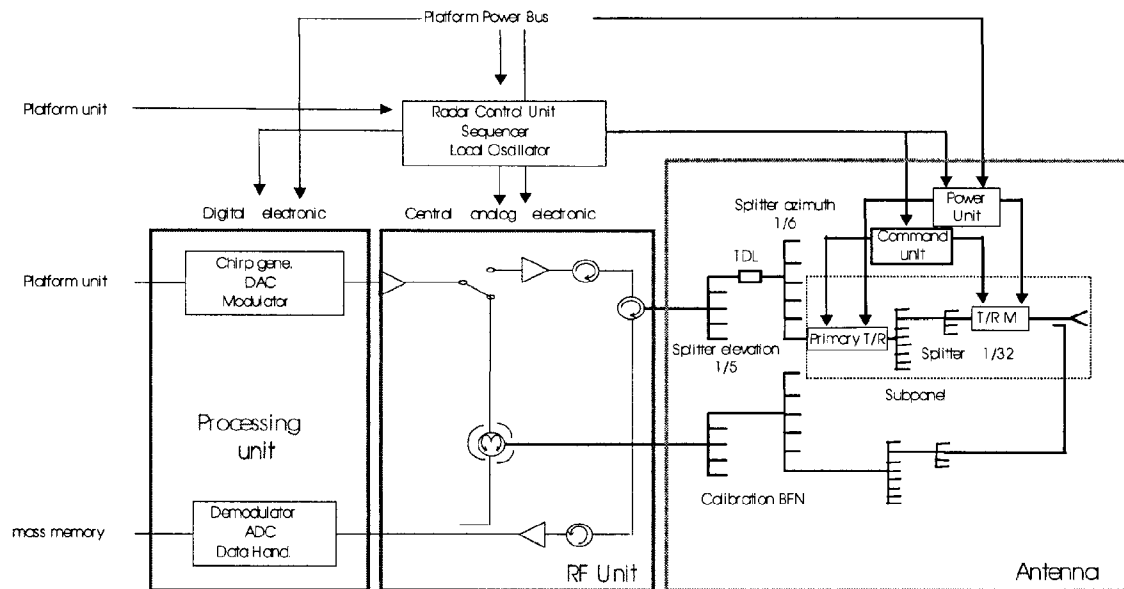 Platform Power Bus
Platform unit
Radar Control Unit
Sequencer
Local Oscillator
Digital electronic
Central analog electronic
Splitter azimuth
1/6
Power
Unit
Command
unit
TDL
Platform unit
Chirp gene.
DAC
Modulator
T/R M
Primary T/R
Splitter 1/32
Splitter elevation
1/5
Subpanel
Processing
unit
Calibration BFN
mass memory
Demodulator
ADC
Data Hand.
RF Unit
Antenna